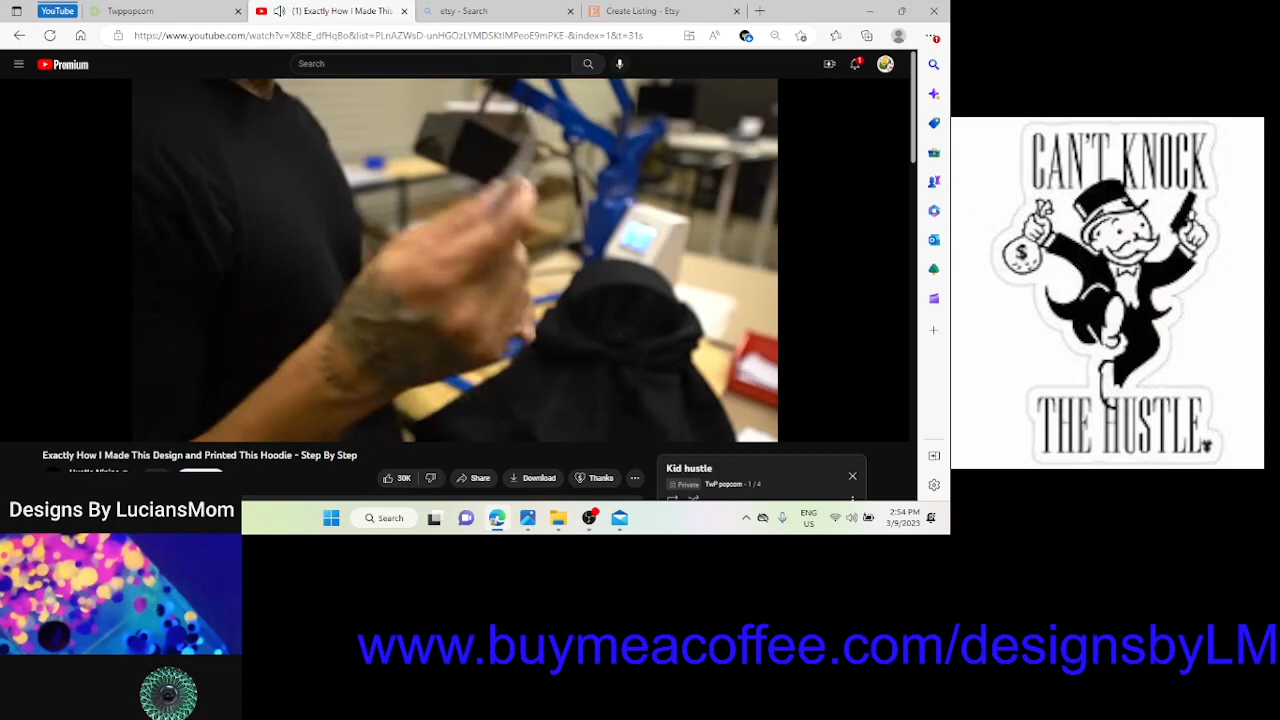 YouTube
Twppopcorn
(1) Exactly How I Made This
etsy - Search
Create Listing - Etsy
https://www.youtube.com/watch?v=X8bE_dfHqBo&list=PLnAZWsD-unHGOzLYMDSKtIMPeoE9mPKE-&index=1&t=31s
Premium
Search
1
CAN'T KNOCK
$
THE HUSTLE
Exactly How I Made This Design and Printed This Hoodie - Step By Step
30K
Share
Download
Thanks
Kid hustle
Private TwP popcorn - 1 / 4
Designs By LuciansMom
Search
ENG
US
2:54 PM
3/9/2023
www.buymeacoffee.com/designsbyLM